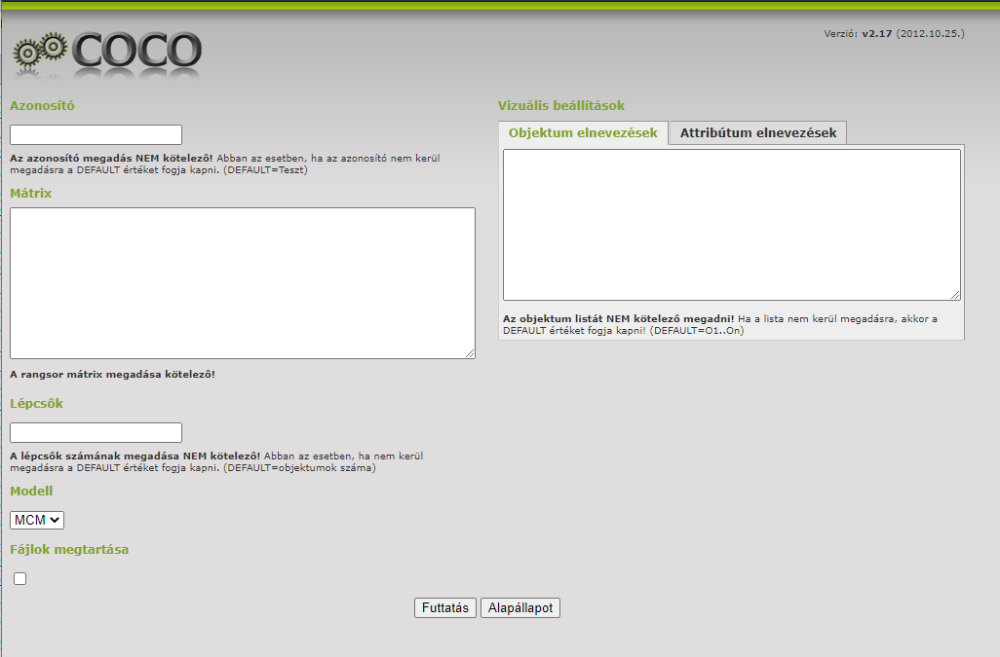 COCO
Verzió: v2.17 (2012.10.25.)
Azonosító
Az azonosító megadás NEM kötelezô! Abban az esetben, ha az azonosító nem kerül
megadásra a DEFAULT értéket fogja kapni. (DEFAULT=Teszt)
Mátrix
A rangsor mátrix megadása kötelezô!
Lépcsôk
A lépcsôk számának megadása NEM kötelezô! Abban az esetben, ha nem kerül
megadásra a DEFAULT értéket fogja kapni. (DEFAULT=objektumok száma)
Modell
MCM
Fájlok megtartása
Vizuális beállítások
Objektum elnevezések
Attribútum elnevezések
Az objektum listát NEM kötelezô megadni! Ha a lista nem kerül megadásra, akkor a
DEFAULT értéket fogja kapni! (DEFAULT=O1..On)
Futtatás
Alapállapot